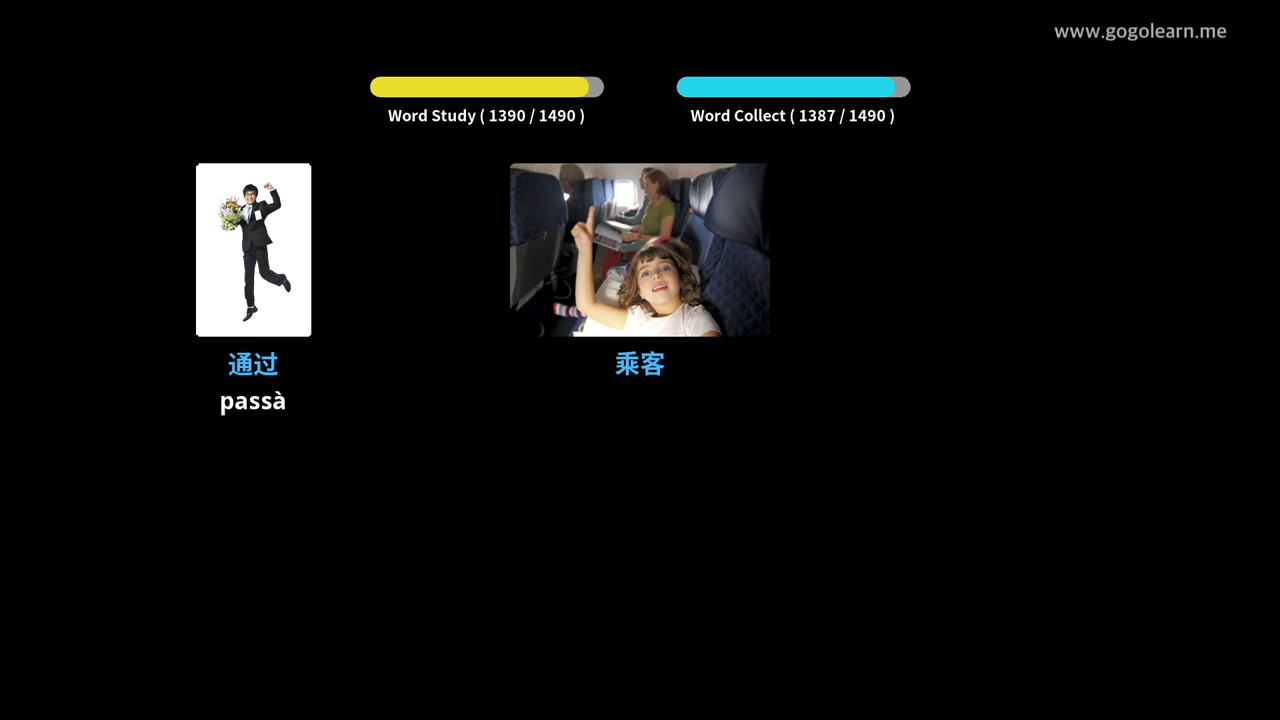 www.gogolearn.me
Word Study ( 1390 / 1490 )
Word Collect ( 1387 / 1490 )
通过
passà
乘客